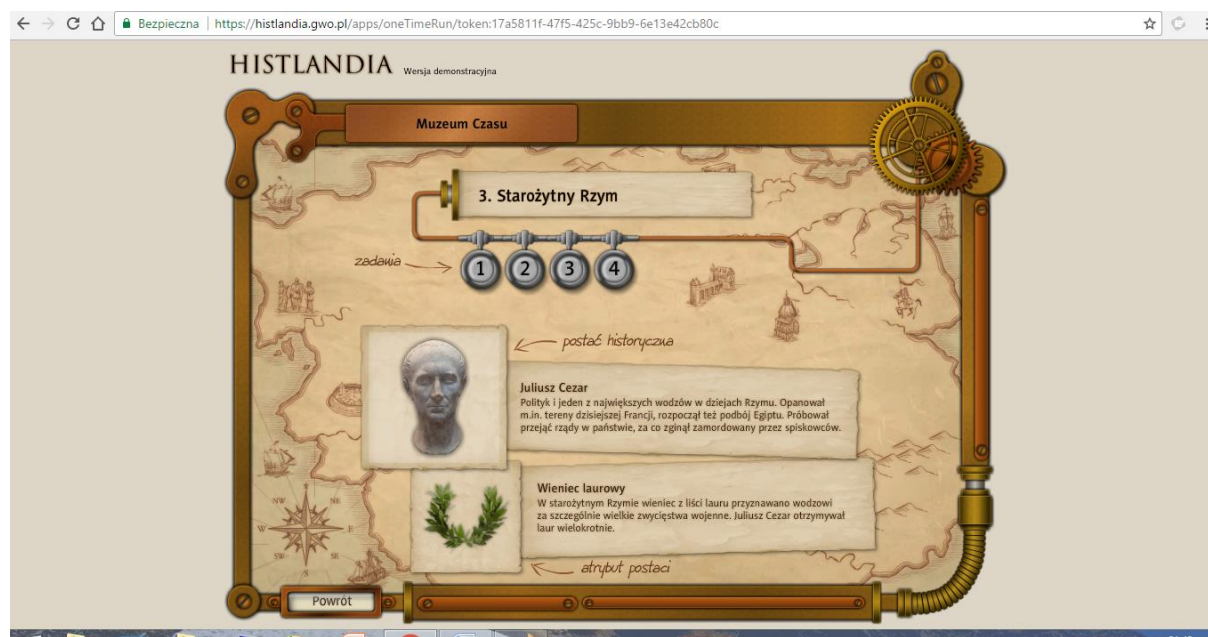 Bezpieczna | https://histlandia.gwo.pl/apps/oneTimeRun/token:17a5811f-47f5-425c-9bb9-6e13e42cb80c
HISTLANDIA Wersja demonstracyjna
Muzeum Czasu
3. Starożytny Rzym
zadania
1 2 3 4
postać historyczna
Juliusz Cezar
Polityk i jeden z największych wodzów w dziejach Rzymu. Opanował
m.in. tereny dzisiejszej Francji, rozpoczął też podbój Egiptu. Próbował
przejąć rządy w państwie, za co zginął zamordowany przez spiskowców.
Wieniec laurowy
W starożytnym Rzymie wieniec z liści lauru przyznawano wodzowi
za szczególnie wielkie zwycięstwa wojenne. Juliusz Cezar otrzymywał
laur wielokrotnie.
atrybut postaci
NW N NE
W E
SW S SE
Powrót